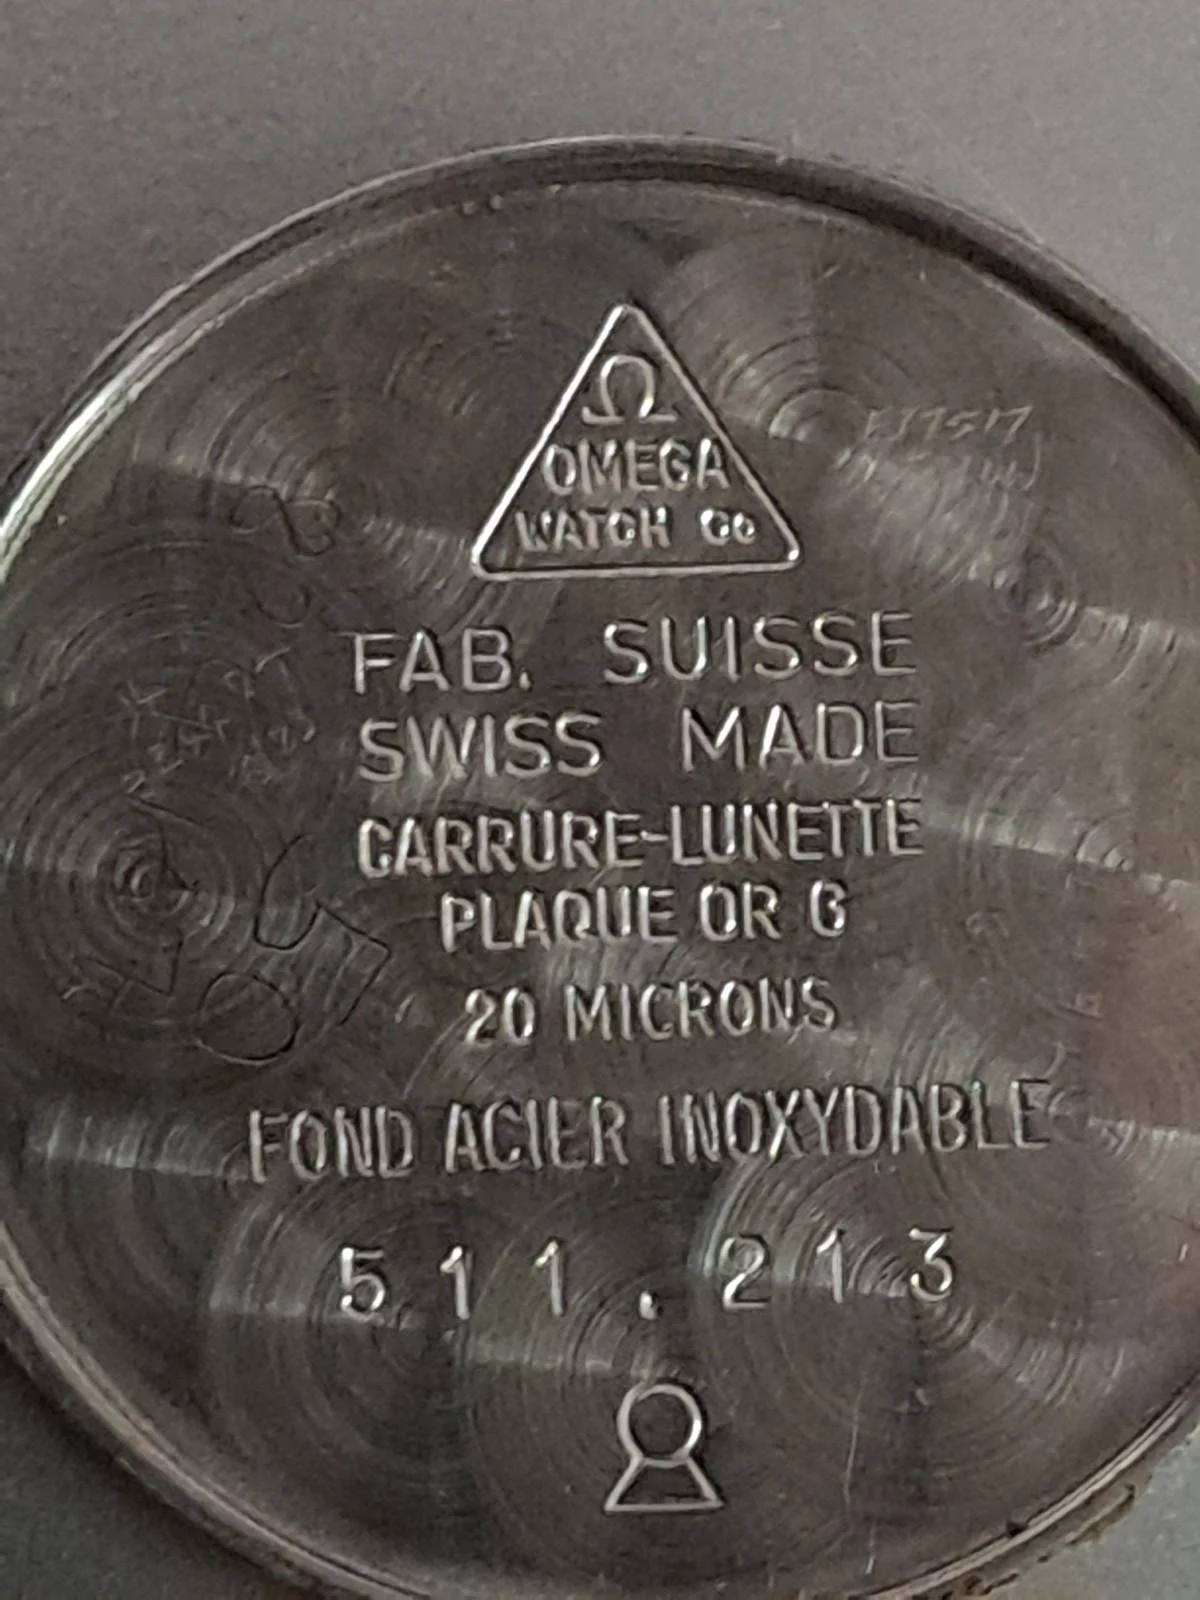 Ω
OMEGA
WATCH Co
FAB. SUISSE
SWISS MADE
CARRURE-LUNETTE
PLAQUE OR G
20 MICRONS
FOND ACIER INOXYDABLE
511.213